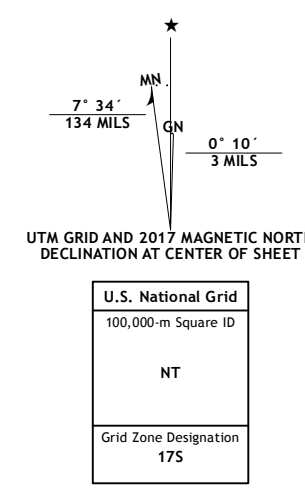 ★
MN
GN
7° 34´
134 MILS
0° 10´
3 MILS
UTM GRID AND 2017 MAGNETIC NORT
DECLINATION AT CENTER OF SHEET
U.S. National Grid
100,000-m Square ID
NT
Grid Zone Designation
17S